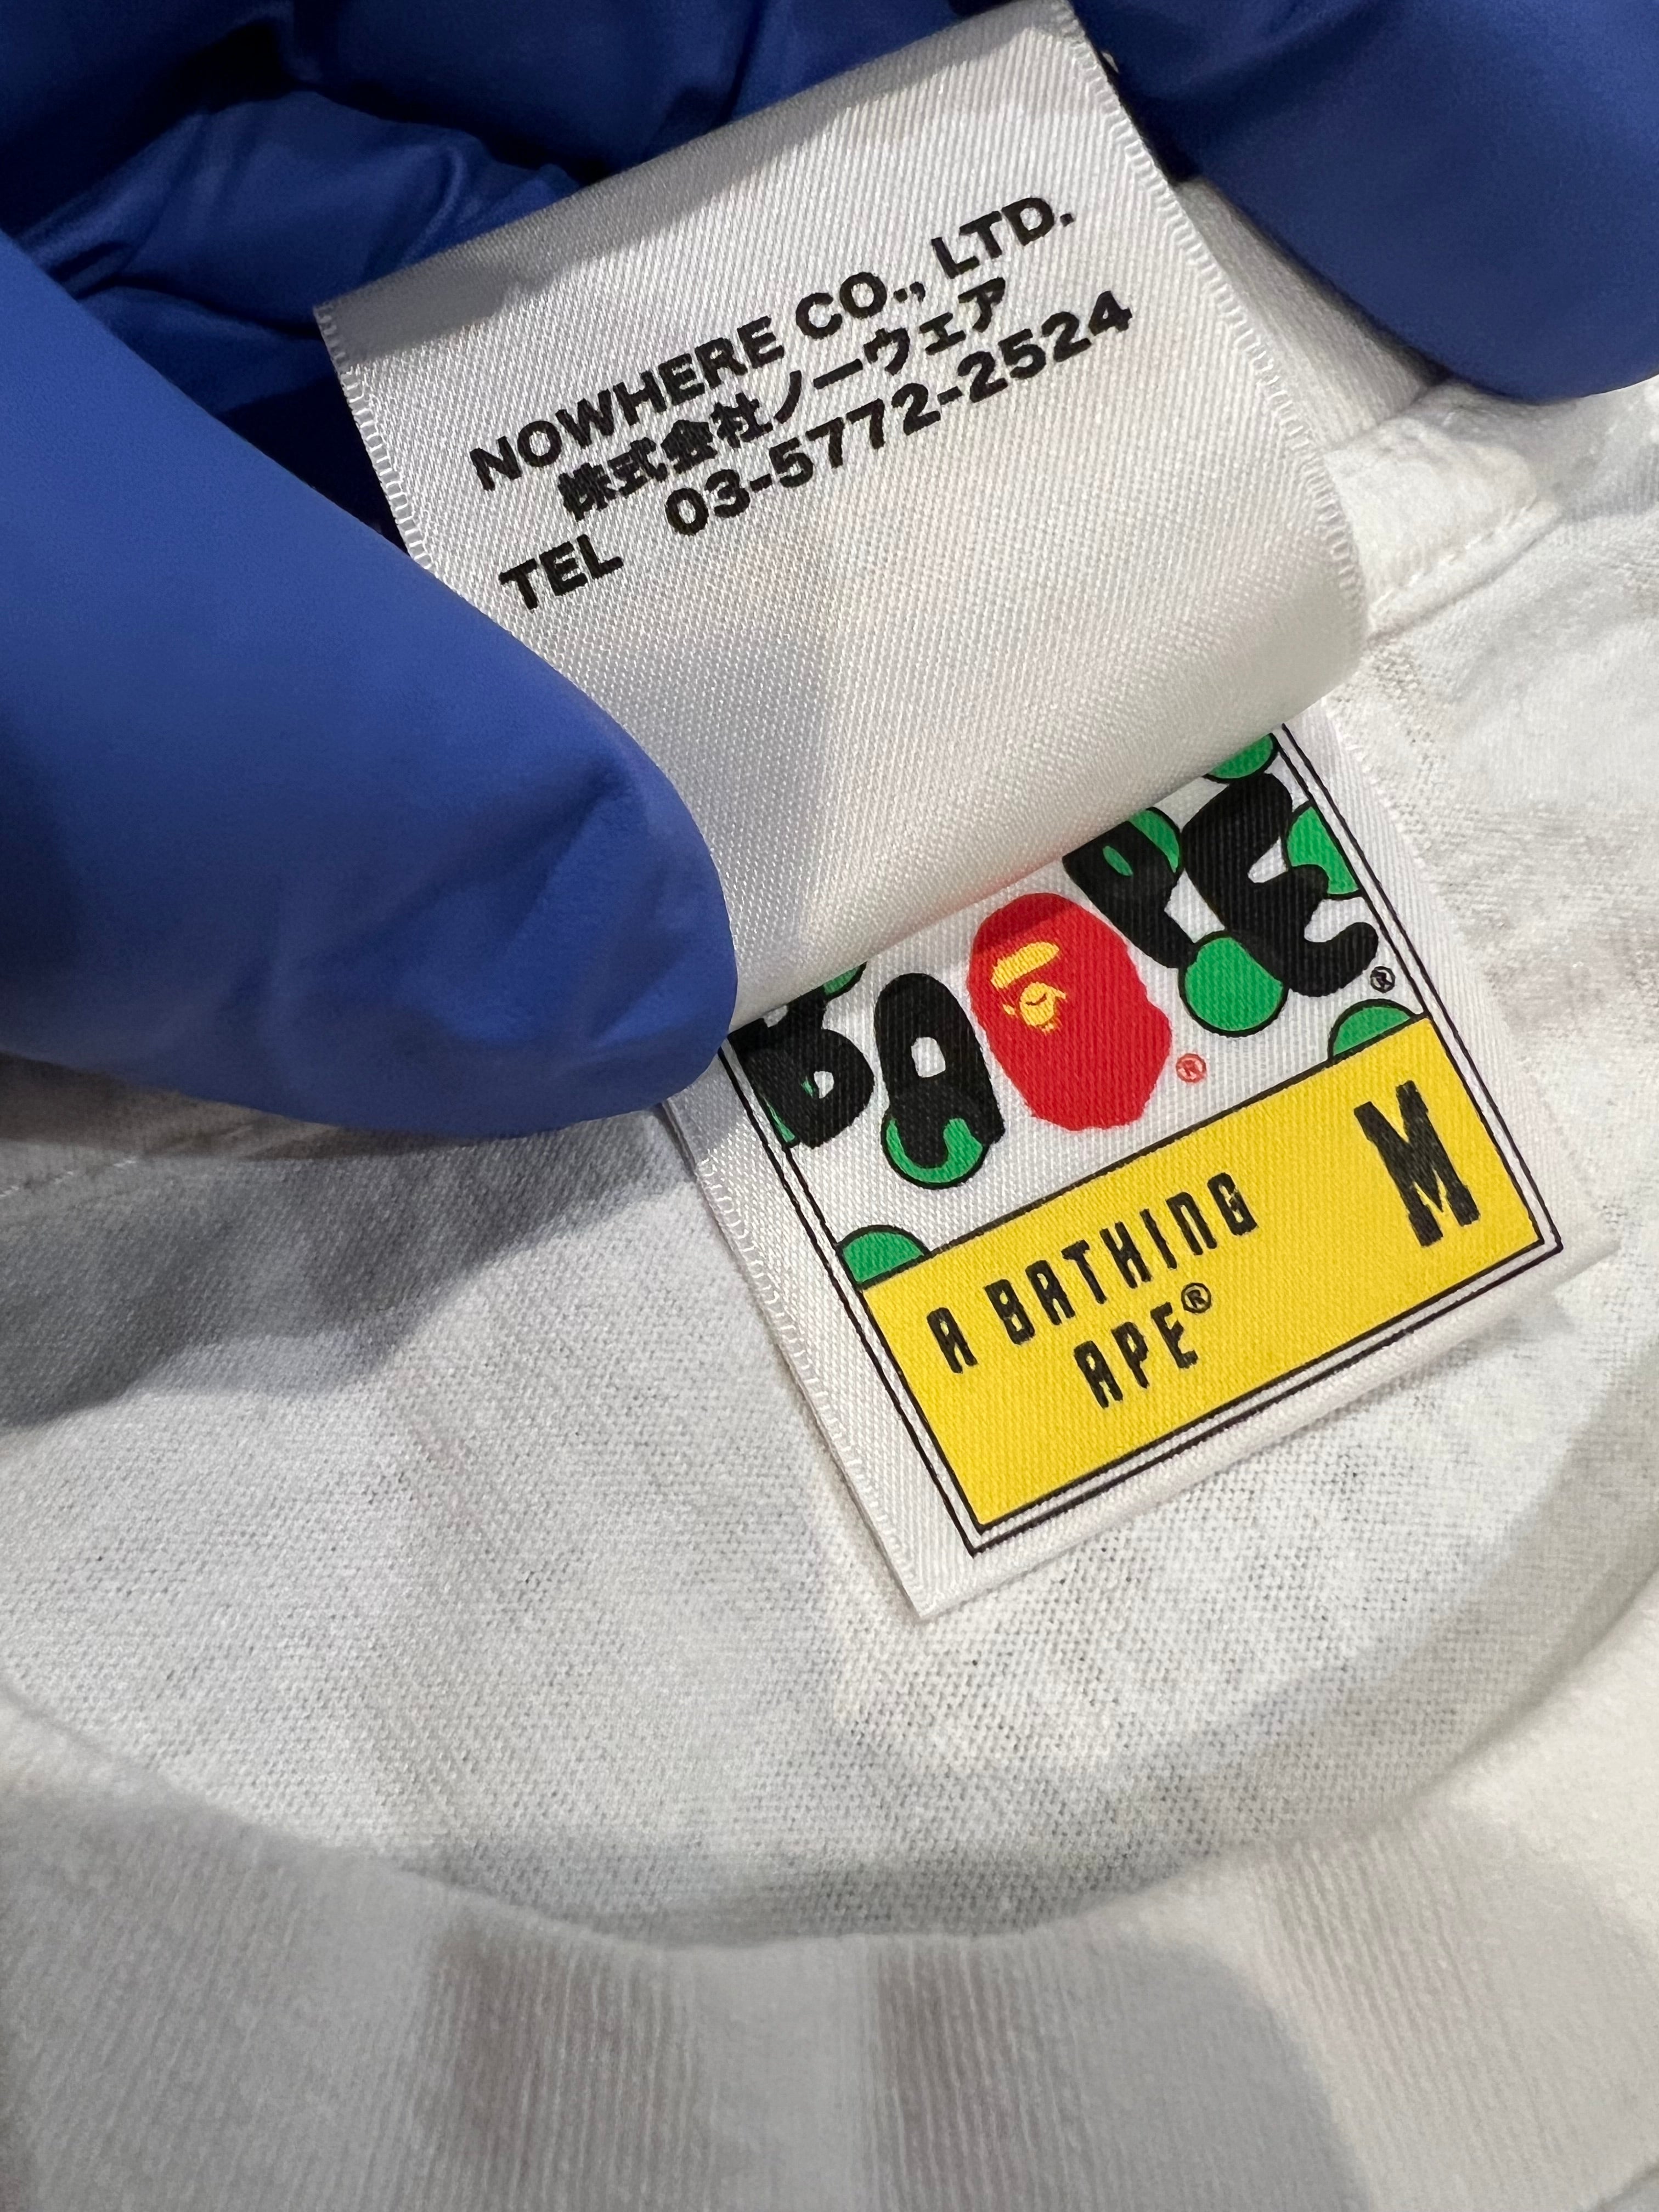 NOWHERE CO., LTD.
株式会社ノーウェア
TEL 03-5772-2524
BAPE®
®
A BATHING
APE®
M